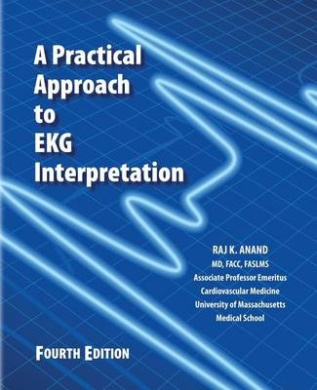 A Practical
Approach
to
EKG
Interpretation
RAJ K. ANAND
MD, FACC, FASLMS
Associate Professor Emeritus
Cardiovascular Medicine
University of Massachusetts
Medical School
FOURTH EDITION